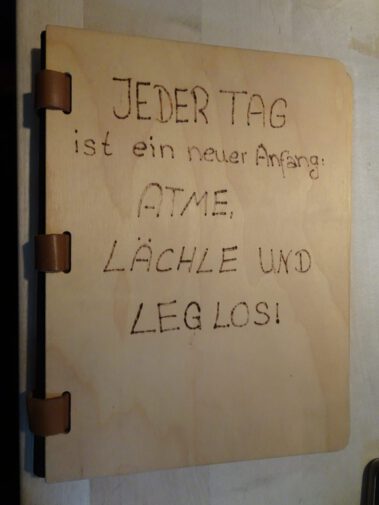 JEDER TAG
ist ein neuer Anfang:
ATME,
LÄCHLE UND
LEG LOS!